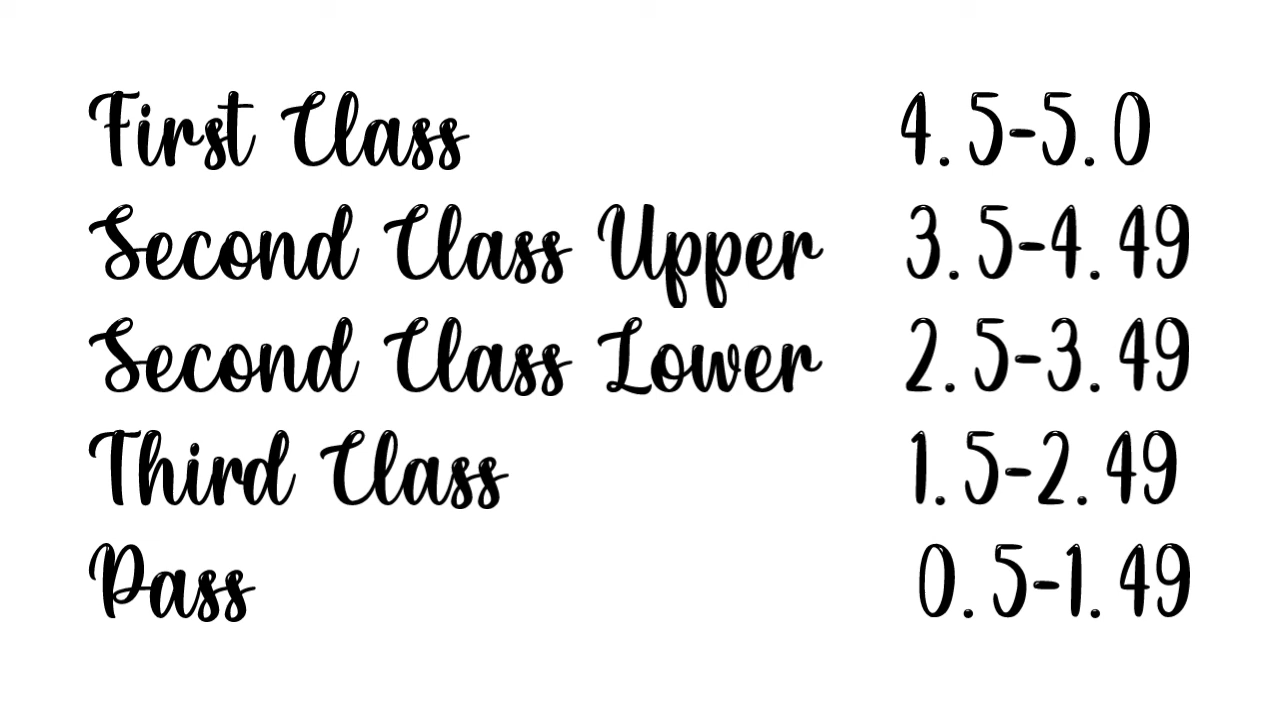 First Class 4.5-5.0
Second Class Upper 3.5-4.49
Second Class Lower 2.5-3.49
Third Class 1.5-2.49
Pass 0.5-1.49